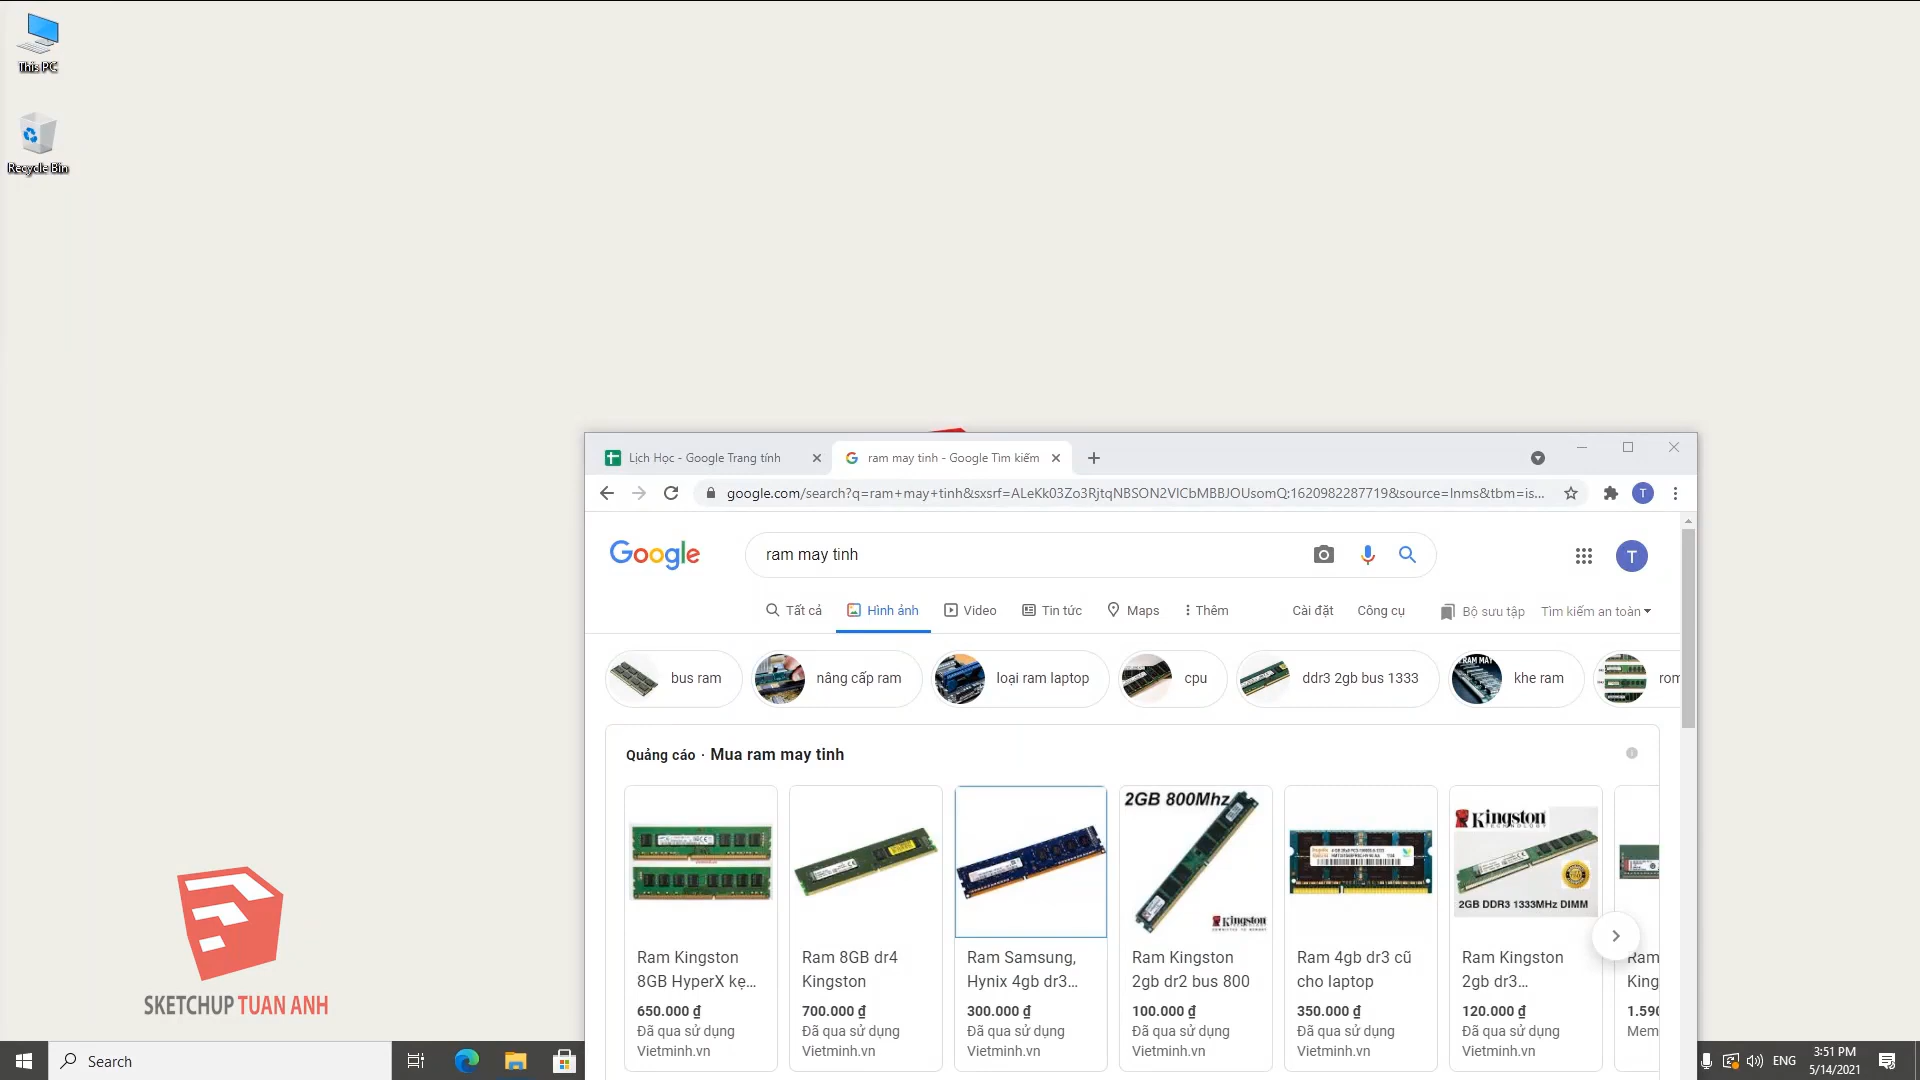 This PC
Recycle Bin
Lịch Học - Google Trang tính
ram may tinh - Google Tìm kiếm
google.com/search?q=ram+may+tinh&sxsrf=ALeKk03Zo3RjtqNBSON2VICbMBBJOUsomQ:1620982287719&source=lnms&tbm=is...
T
Google
ram may tinh
T
Tất cả
Hình ảnh
Video
Tin tức
Maps
Thêm
Cài đặt
Công cụ
Bộ sưu tập
Tìm kiếm an toàn
bus ram
nâng cấp ram
loại ram laptop
cpu
ddr3 2gb bus 1333
khe ram
rom
Quảng cáo · Mua ram may tinh
2GB 800Mhz
Kingston
Kingston
2GB DDR3 1333MHz DIMM
Ram Kingston
8GB HyperX kẹ...
650.000 ₫
Đã qua sử dụng
Vietminh.vn
Ram 8GB dr4
Kingston
700.000 ₫
Đã qua sử dụng
Vietminh.vn
Ram Samsung,
Hynix 4gb dr3...
300.000 ₫
Đã qua sử dụng
Vietminh.vn
Ram Kingston
2gb dr2 bus 800
100.000 ₫
Đã qua sử dụng
Vietminh.vn
Ram 4gb dr3 cũ
cho laptop
350.000 ₫
Đã qua sử dụng
Vietminh.vn
Ram Kingston
2gb dr3...
120.000 ₫
Đã qua sử dụng
Vietminh.vn
Ram
King
1.590
Mem
SKETCHUP TUAN ANH
Search
ENG
3:51 PM
5/14/2021